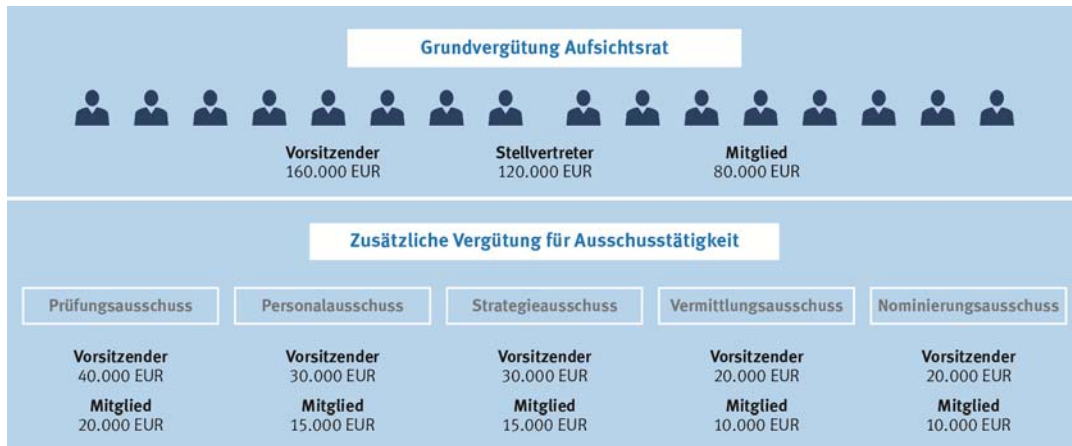 Grundvergütung Aufsichtsrat
Vorsitzender Stellvertreter Mitglied
160.000 EUR 120.000 EUR 80.000 EUR
Zusätzliche Vergütung für Ausschusstätigkeit
Prüfungsausschuss Personalausschuss Strategieausschuss Vermittlungsausschuss Nominierungsausschuss
Vorsitzender Vorsitzender Vorsitzender Vorsitzender Vorsitzender
40.000 EUR 30.000 EUR 30.000 EUR 20.000 EUR 20.000 EUR
Mitglied Mitglied Mitglied Mitglied Mitglied
20.000 EUR 15.000 EUR 15.000 EUR 10.000 EUR 10.000 EUR